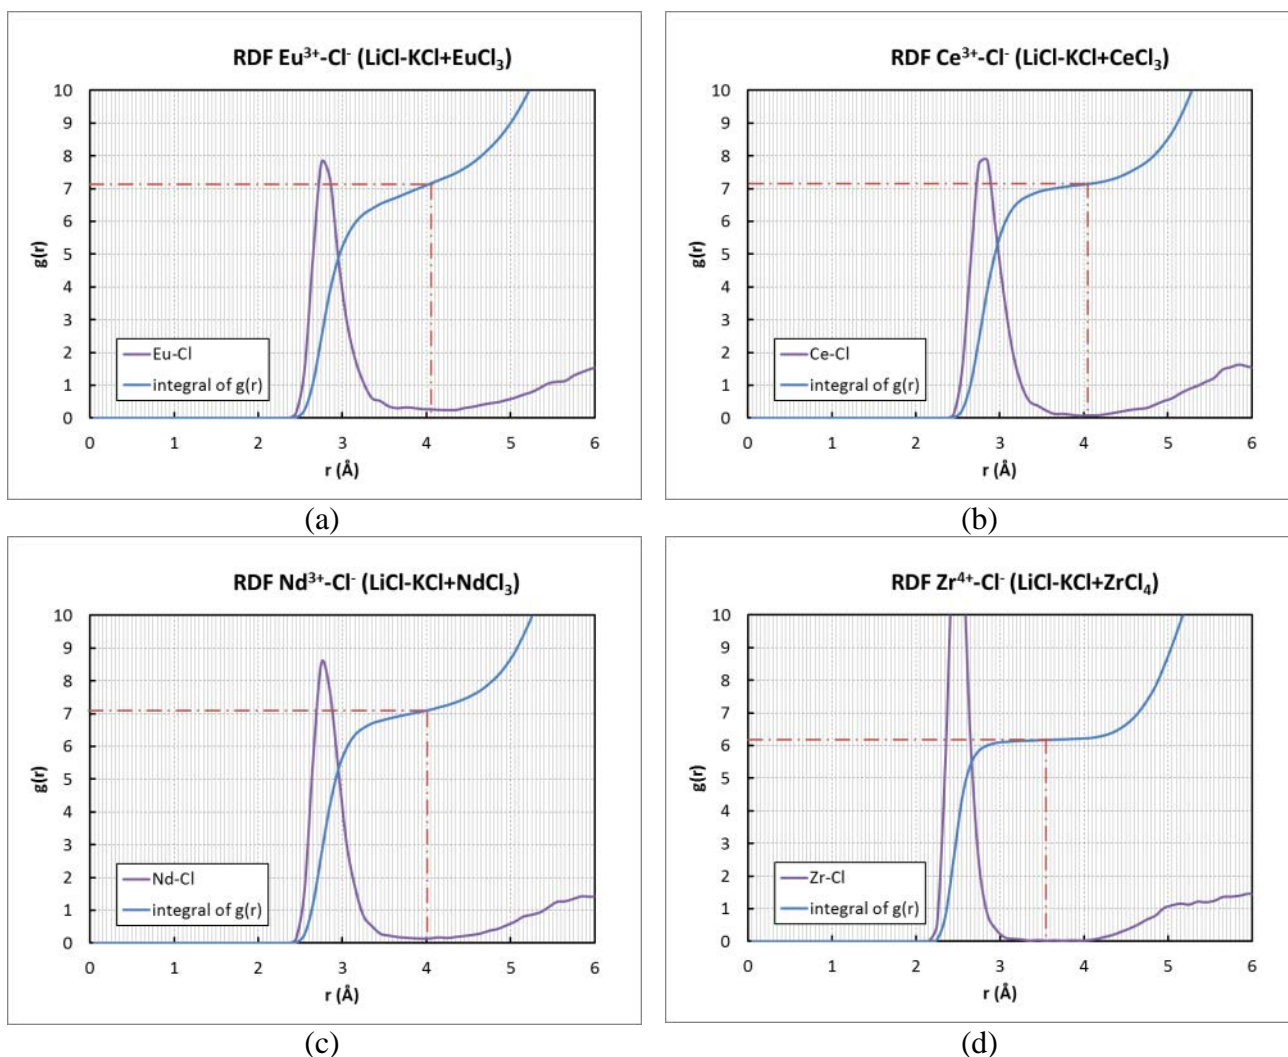 RDF Eu³⁺-Cl⁻ (LiCl-KCl+EuCl₃)
10
9
8
7
6
5
4
3
2
1
0
g(r)
Eu-Cl
integral of g(r)
0 1 2 3 4 5 6
r (Å)
(a)
RDF Ce³⁺-Cl⁻ (LiCl-KCl+CeCl₃)
10
9
8
7
6
5
4
3
2
1
0
g(r)
Ce-Cl
integral of g(r)
0 1 2 3 4 5 6
r (Å)
(b)
RDF Nd³⁺-Cl⁻ (LiCl-KCl+NdCl₃)
10
9
8
7
6
5
4
3
2
1
0
g(r)
Nd-Cl
integral of g(r)
0 1 2 3 4 5 6
r (Å)
(c)
RDF Zr⁴⁺-Cl⁻ (LiCl-KCl+ZrCl₄)
10
9
8
7
6
5
4
3
2
1
0
g(r)
Zr-Cl
integral of g(r)
0 1 2 3 4 5 6
r (Å)
(d)